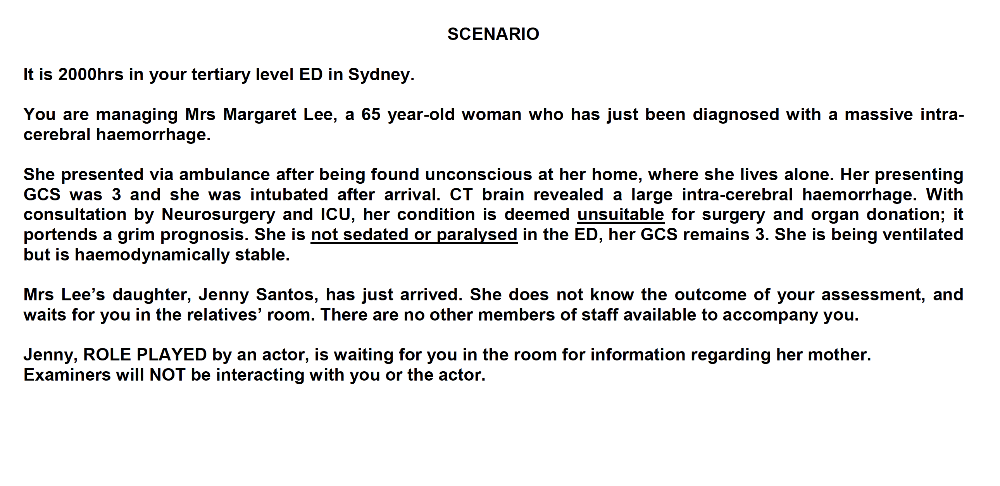 SCENARIO
It is 2000hrs in your tertiary level ED in Sydney.
You are managing Mrs Margaret Lee, a 65 year-old woman who has just been diagnosed with a massive intra-
cerebral haemorrhage.
She presented via ambulance after being found unconscious at her home, where she lives alone. Her presenting
GCS was 3 and she was intubated after arrival. CT brain revealed a large intra-cerebral haemorrhage. With
consultation by Neurosurgery and ICU, her condition is deemed unsuitable for surgery and organ donation; it
portends a grim prognosis. She is not sedated or paralysed in the ED, her GCS remains 3. She is being ventilated
but is haemodynamically stable.
Mrs Lee’s daughter, Jenny Santos, has just arrived. She does not know the outcome of your assessment, and
waits for you in the relatives’ room. There are no other members of staff available to accompany you.
Jenny, ROLE PLAYED by an actor, is waiting for you in the room for information regarding her mother.
Examiners will NOT be interacting with you or the actor.